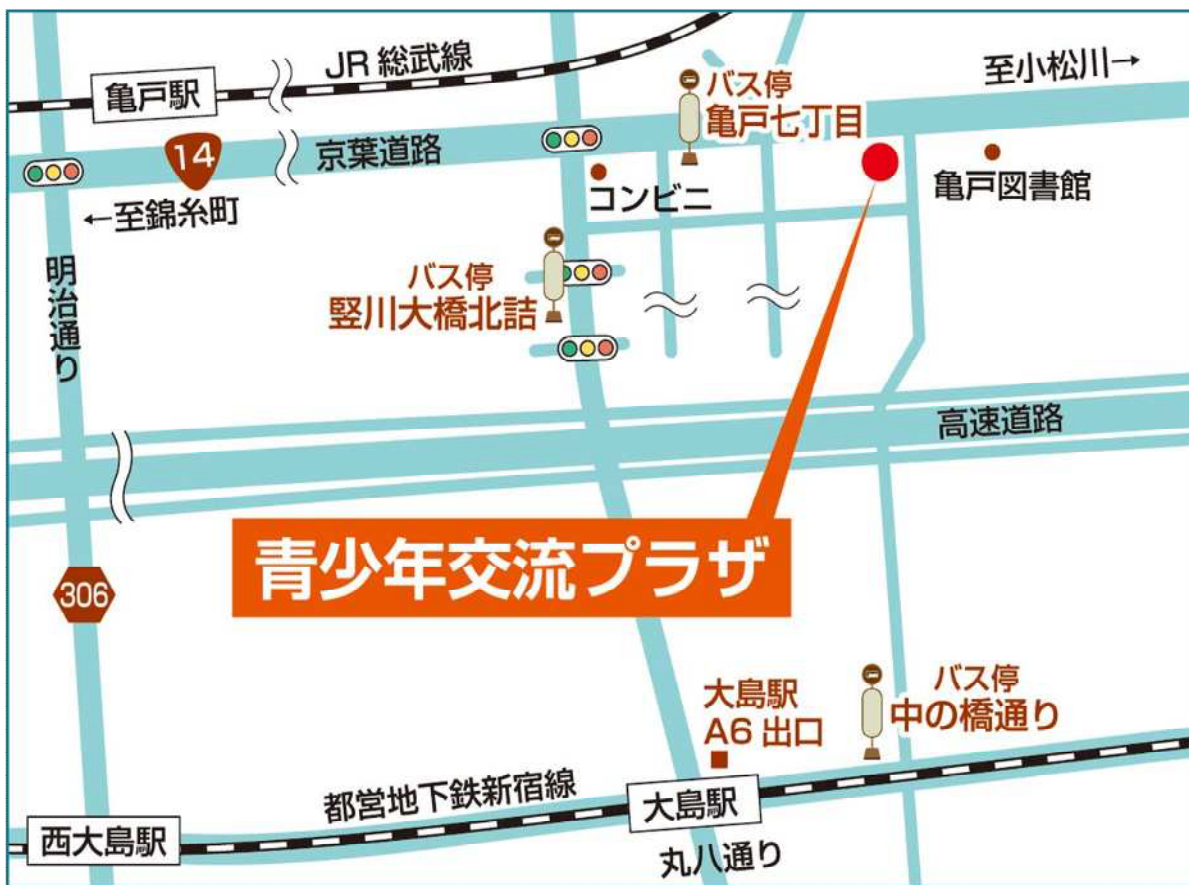 JR 総武線
亀戸駅
至小松川→
バス停
亀戸七丁目
14
京葉道路
コンビニ
亀戸図書館
←至錦糸町
明治通り
バス停
竪川大橋北詰
高速道路
青少年交流プラザ
306
大島駅
A6 出口
バス停
中の橋通り
都営地下鉄新宿線
大島駅
西大島駅
丸八通り